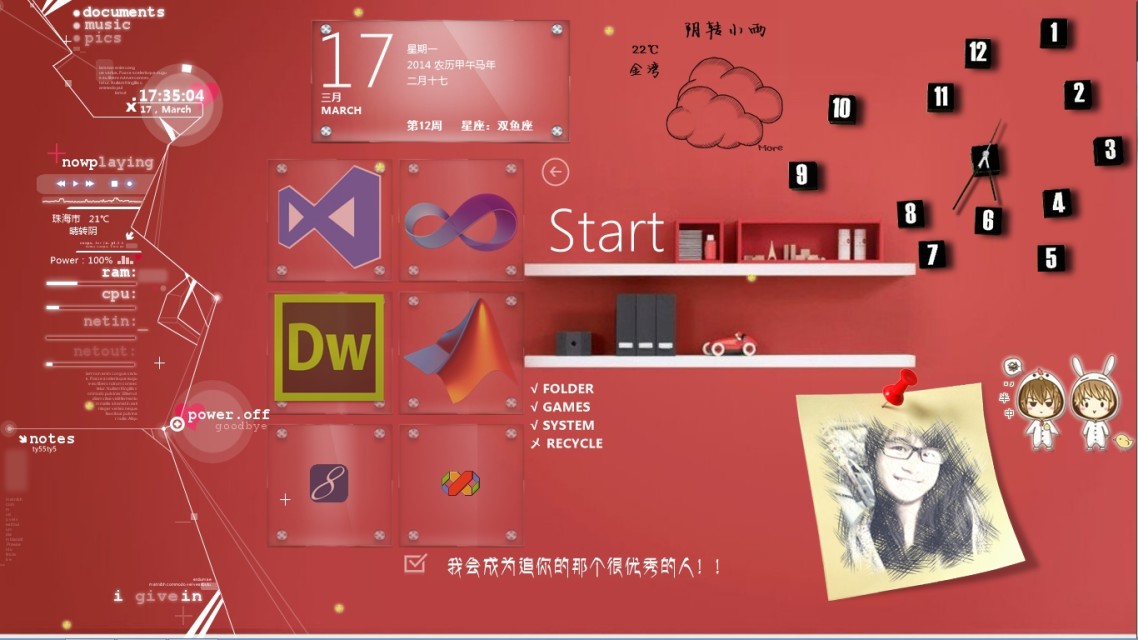 documents
music
pics
.17:35:04
x 17 , March
nowplaying
珠海市 21℃
晴转阴
Power : 100%
ram:
cpu:
netin:_
netout:
power.off
goodbye
notes
ty55ty5
i givein
17
三月
MARCH
星期一
2014 农历甲午马年
二月十七
第12周 星座：双鱼座
阴转小雨
22℃
金湾
More
12
1
2
3
4
5
6
7
8
9
10
11
Start
Dw
8
√ FOLDER
√ GAMES
√ SYSTEM
メ RECYCLE
我会成为追你的那个很优秀的人！！